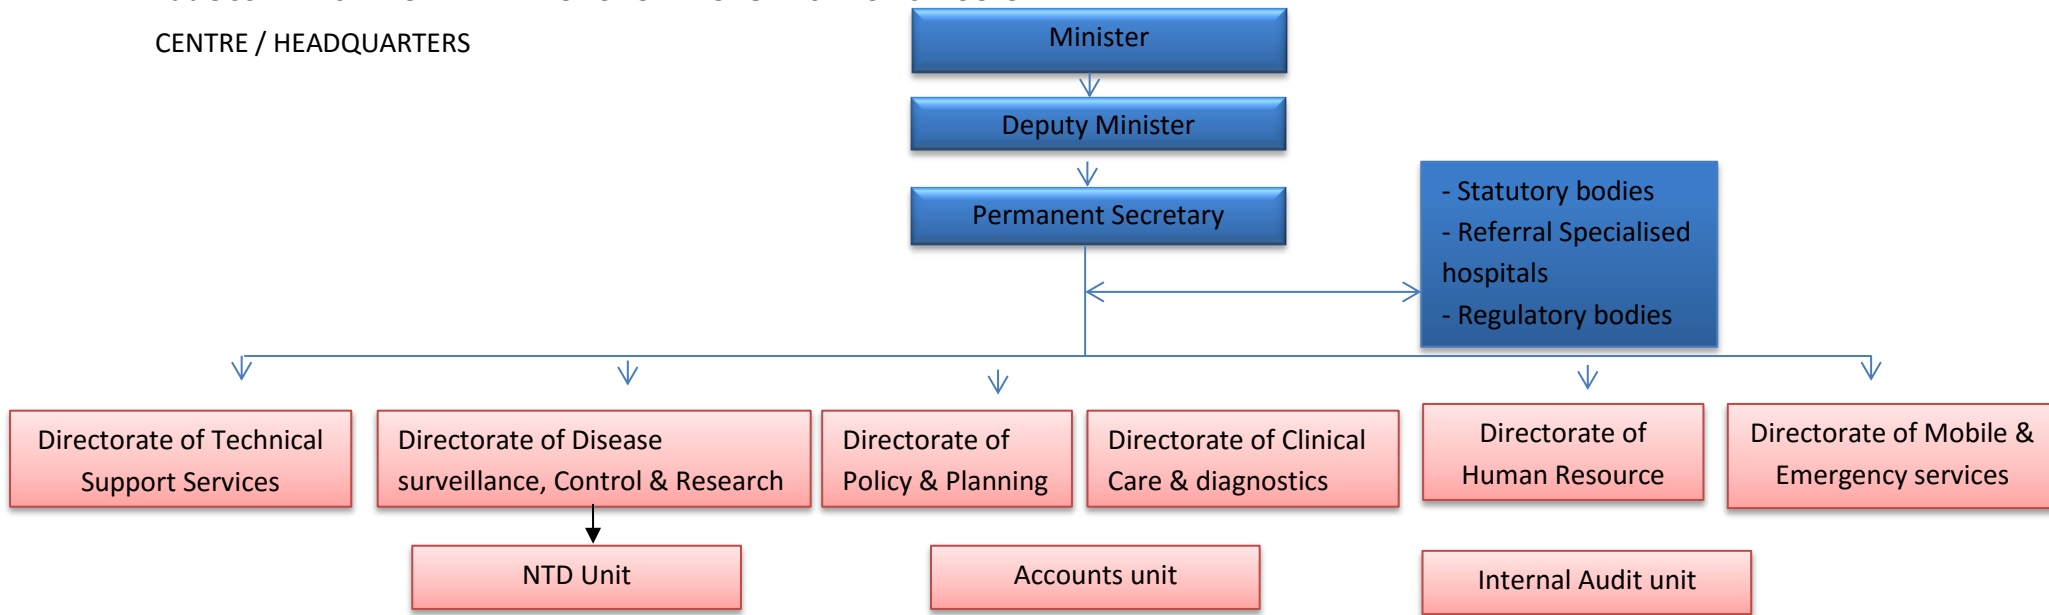 CENTRE / HEADQUARTERS
Minister
Deputy Minister
Permanent Secretary
- Statutory bodies
- Referral Specialised
hospitals
- Regulatory bodies
Directorate of Technical
Support Services
Directorate of Disease
surveillance, Control & Research
Directorate of
Policy & Planning
Directorate of Clinical
Care & diagnostics
Directorate of
Human Resource
Directorate of Mobile &
Emergency services
NTD Unit
Accounts unit
Internal Audit unit